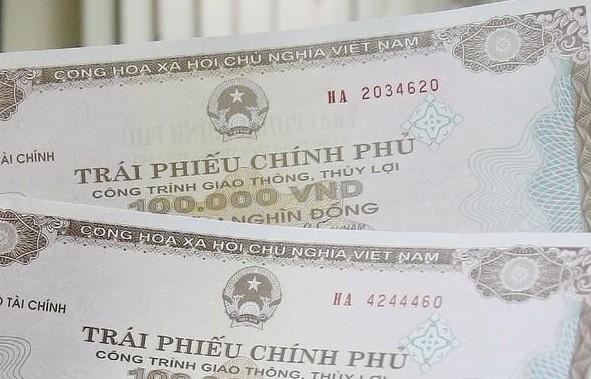 CỘNG HÒA XÃ HỘI CHỦ NGHĨA VIỆT NAM
HA 2034620
TÀI CHÍNH
TRÁI PHIẾU CHÍNH PHỦ
CÔNG TRÌNH GIAO THÔNG, THỦY LỢI
100.000 VND
NGHÌN ĐỒNG
NAM
CỘNG HÒA XÃ HỘI CHỦ NGHĨA VIỆT NAM
HA 4244460
TÀI CHÍNH
TRÁI PHIẾU CHÍNH PHỦ
CÔNG TRÌNH GIAO THÔNG, THỦY LỢI